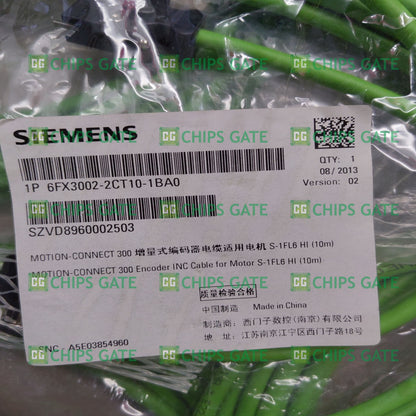 SIEMENS
QTY: 1
08/2013
Version: 02
1P 6FX3002-2CT10-1BA0
SZVD8960002503
MOTION-CONNECT 300 增量式编码器电缆适用电机 S-1FL6 HI (10m)
MOTION-CONNECT 300 Encoder INC Cable for Motor S-1FL6 HI (10m)
质量检验合格
中国 制造 Made in China
制造商: 西门子数控(南京)有限公司
地 址: 江苏南京江宁区西门子路18号
SNC A5E03854960
DG CHIPS GATE